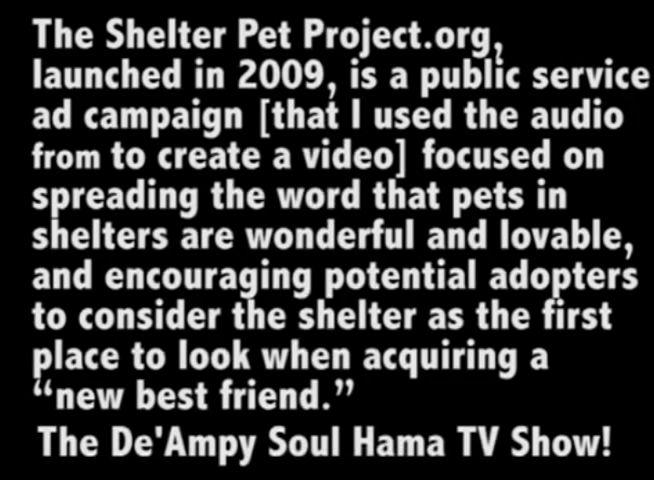 The Shelter Pet Project.org,
launched in 2009, is a public service
ad campaign [that I used the audio
from to create a video] focused on
spreading the word that pets in
shelters are wonderful and lovable,
and encouraging potential adopters
to consider the shelter as the first
place to look when acquiring a
“new best friend.”
The De'Ampy Soul Hama TV Show!